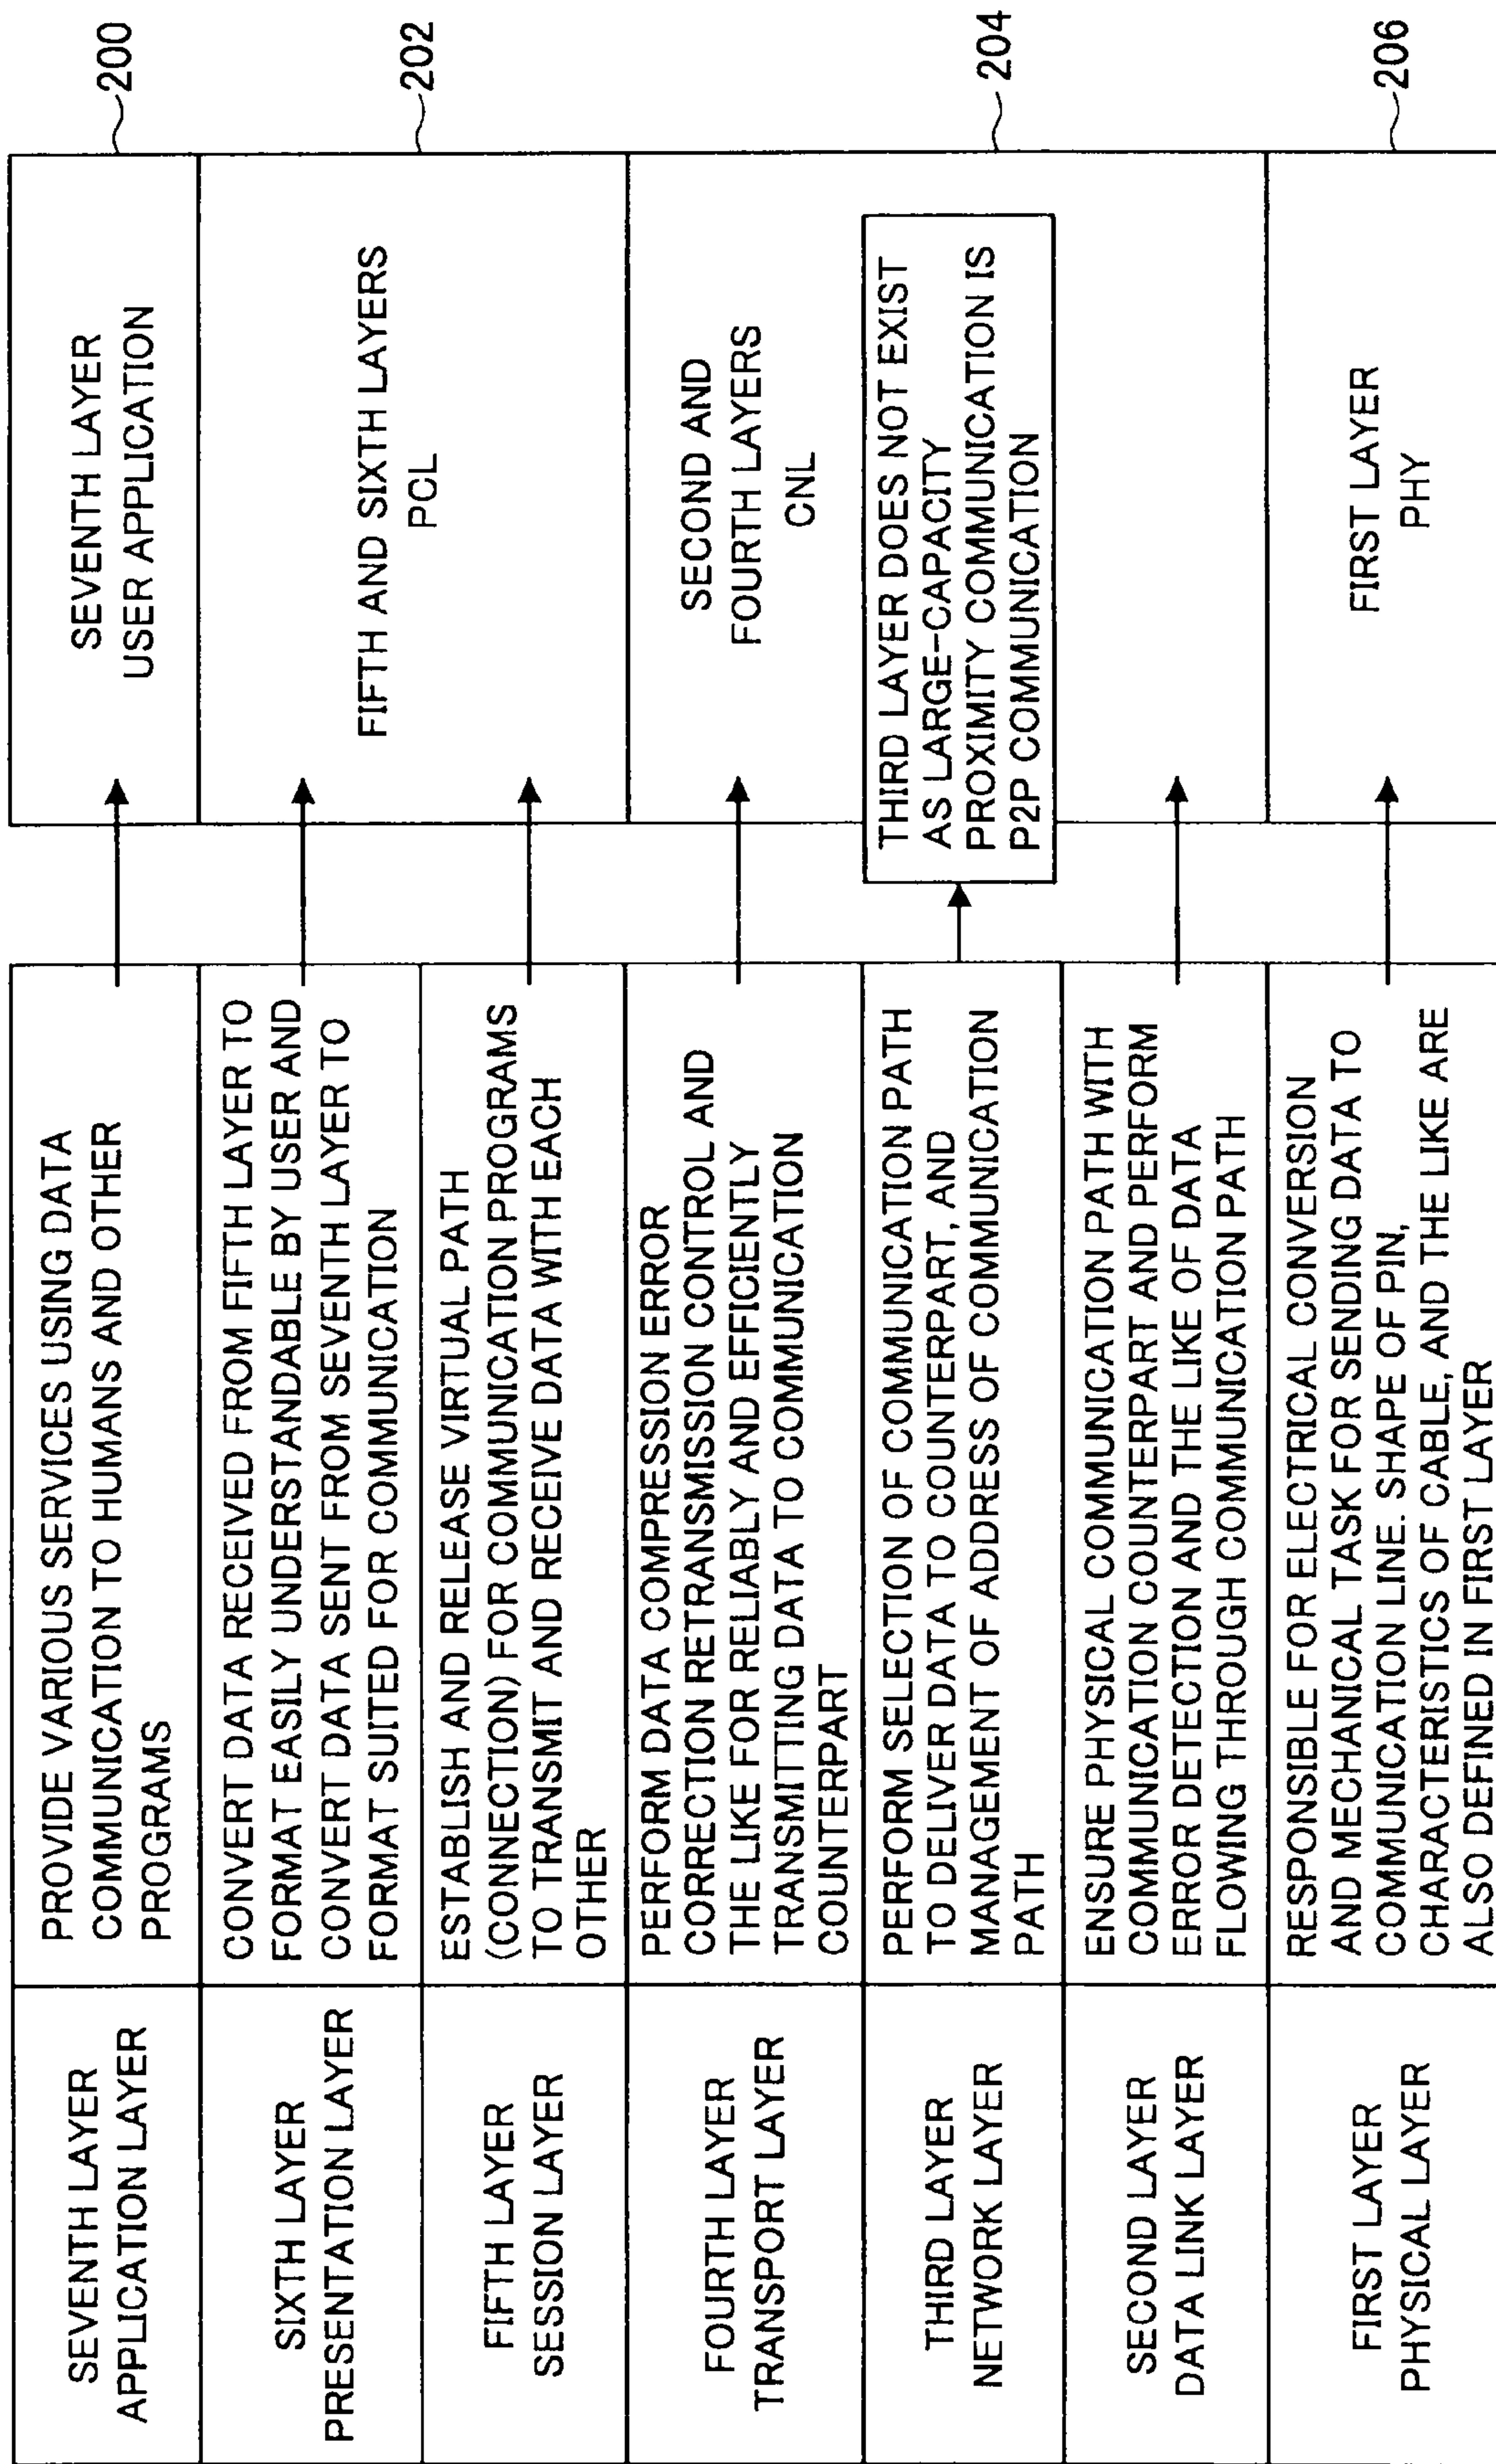 SEVENTH LAYER
APPLICATION LAYER
PROVIDE VARIOUS SERVICES USING DATA
COMMUNICATION TO HUMANS AND OTHER
PROGRAMS
SEVENTH LAYER
USER APPLICATION
200
SIXTH LAYER
PRESENTATION LAYER
CONVERT DATA RECEIVED FROM FIFTH LAYER TO
FORMAT EASILY UNDERSTANDABLE BY USER AND
CONVERT DATA SENT FROM SEVENTH LAYER TO
FORMAT SUITED FOR COMMUNICATION
FIFTH AND SIXTH LAYERS
PCL
202
FIFTH LAYER
SESSION LAYER
ESTABLISH AND RELEASE VIRTUAL PATH
(CONNECTION) FOR COMMUNICATION PROGRAMS
TO TRANSMIT AND RECEIVE DATA WITH EACH
OTHER
FOURTH LAYER
TRANSPORT LAYER
PERFORM DATA COMPRESSION ERROR
CORRECTION RETRANSMISSION CONTROL AND
THE LIKE FOR RELIABLY AND EFFICIENTLY
TRANSMITTING DATA TO COMMUNICATION
COUNTERPART
SECOND AND
FOURTH LAYERS
CNL
204
THIRD LAYER
NETWORK LAYER
PERFORM SELECTION OF COMMUNICATION PATH
TO DELIVER DATA TO COUNTERPART, AND
MANAGEMENT OF ADDRESS OF COMMUNICATION
PATH
THIRD LAYER DOES NOT EXIST
AS LARGE-CAPACITY
PROXIMITY COMMUNICATION IS
P2P COMMUNICATION
SECOND LAYER
DATA LINK LAYER
ENSURE PHYSICAL COMMUNICATION PATH WITH
COMMUNICATION COUNTERPART AND PERFORM
ERROR DETECTION AND THE LIKE OF DATA
FLOWING THROUGH COMMUNICATION PATH
FIRST LAYER
PHYSICAL LAYER
RESPONSIBLE FOR ELECTRICAL CONVERSION
AND MECHANICAL TASK FOR SENDING DATA TO
COMMUNICATION LINE. SHAPE OF PIN,
CHARACTERISTICS OF CABLE, AND THE LIKE ARE
ALSO DEFINED IN FIRST LAYER
FIRST LAYER
PHY
206